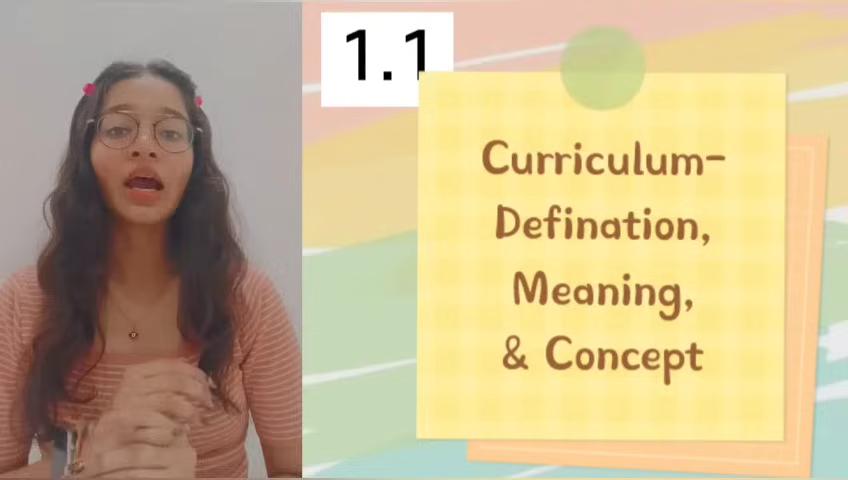 1.1
Curriculum-
Defination,
Meaning,
& Concept